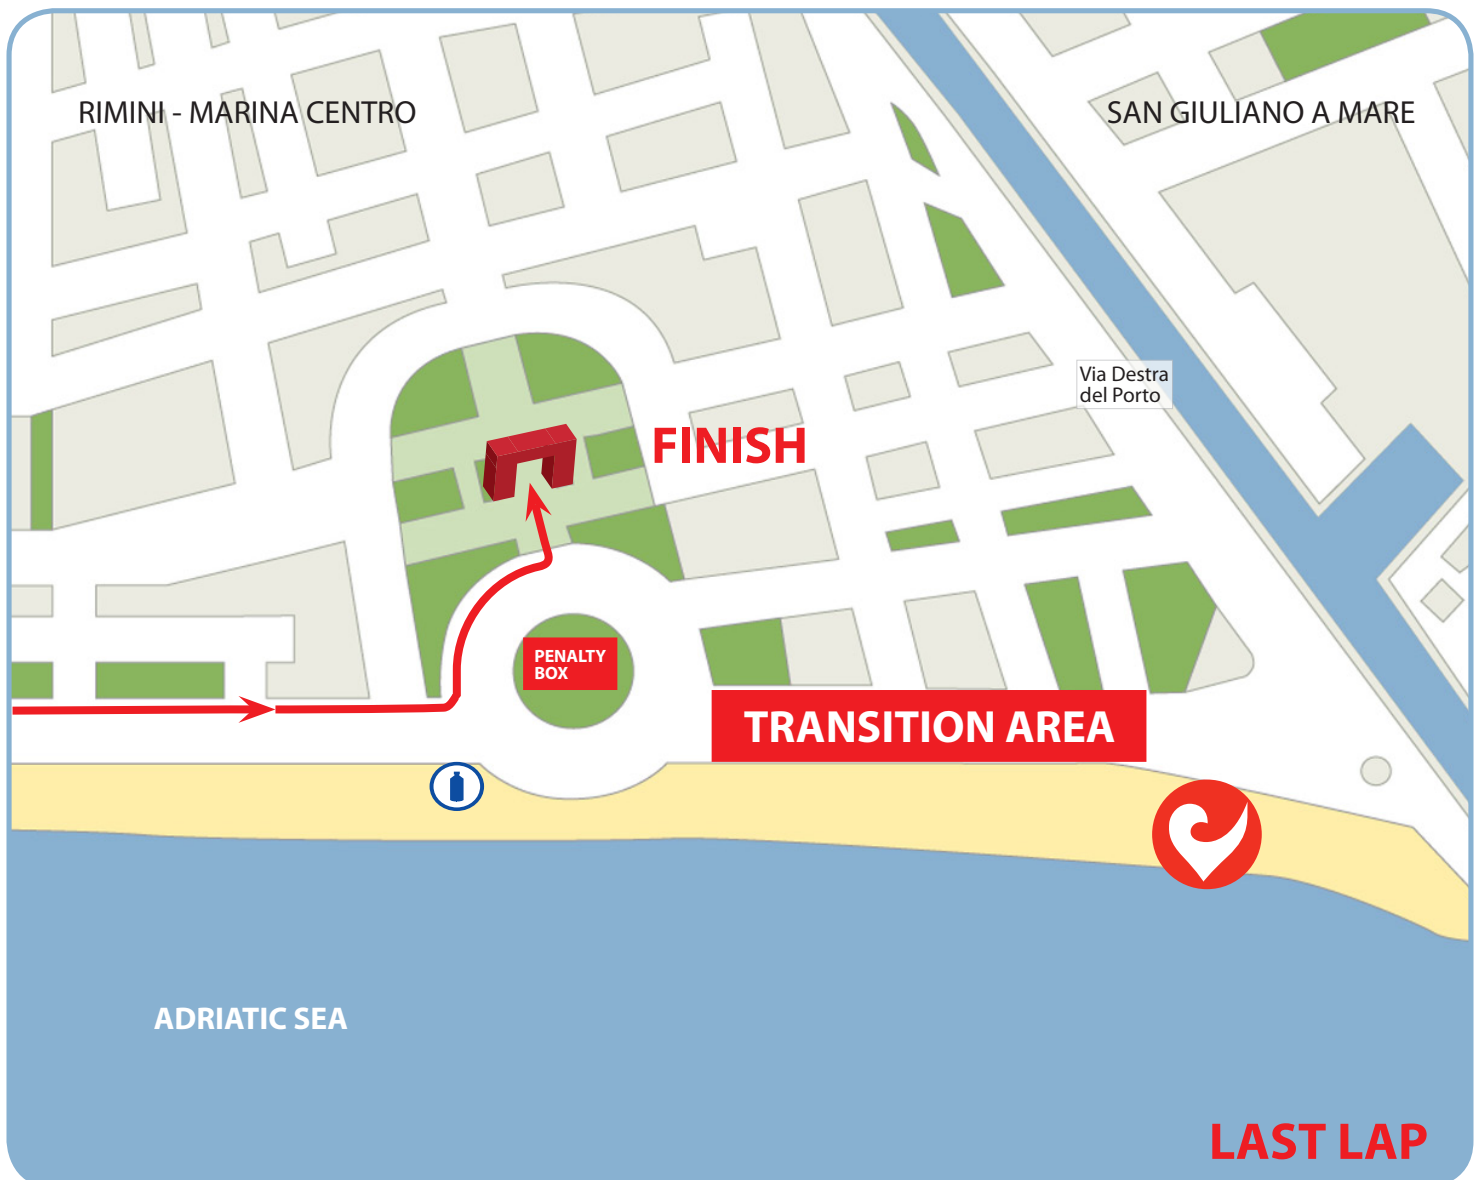 RIMINI - MARINA CENTRO
SAN GIULIANO A MARE
Via Destra
del Porto
FINISH
PENALTY
BOX
TRANSITION AREA
ADRIATIC SEA
LAST LAP